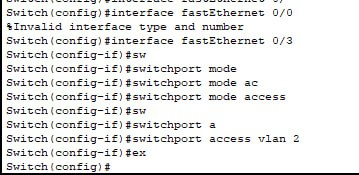 Switch(config)#interface fastEthernet 0/
Switch(config)#interface fastEthernet 0/0
%Invalid interface type and number
Switch(config)#interface fastEthernet 0/3
Switch(config-if)#sw
Switch(config-if)#switchport mode
Switch(config-if)#switchport mode ac
Switch(config-if)#switchport mode access
Switch(config-if)#sw
Switch(config-if)#switchport a
Switch(config-if)#switchport access vlan 2
Switch(config-if)#ex
Switch(config)#